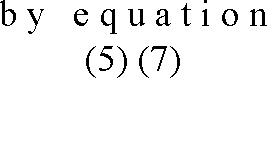 by equation
(5) (7)